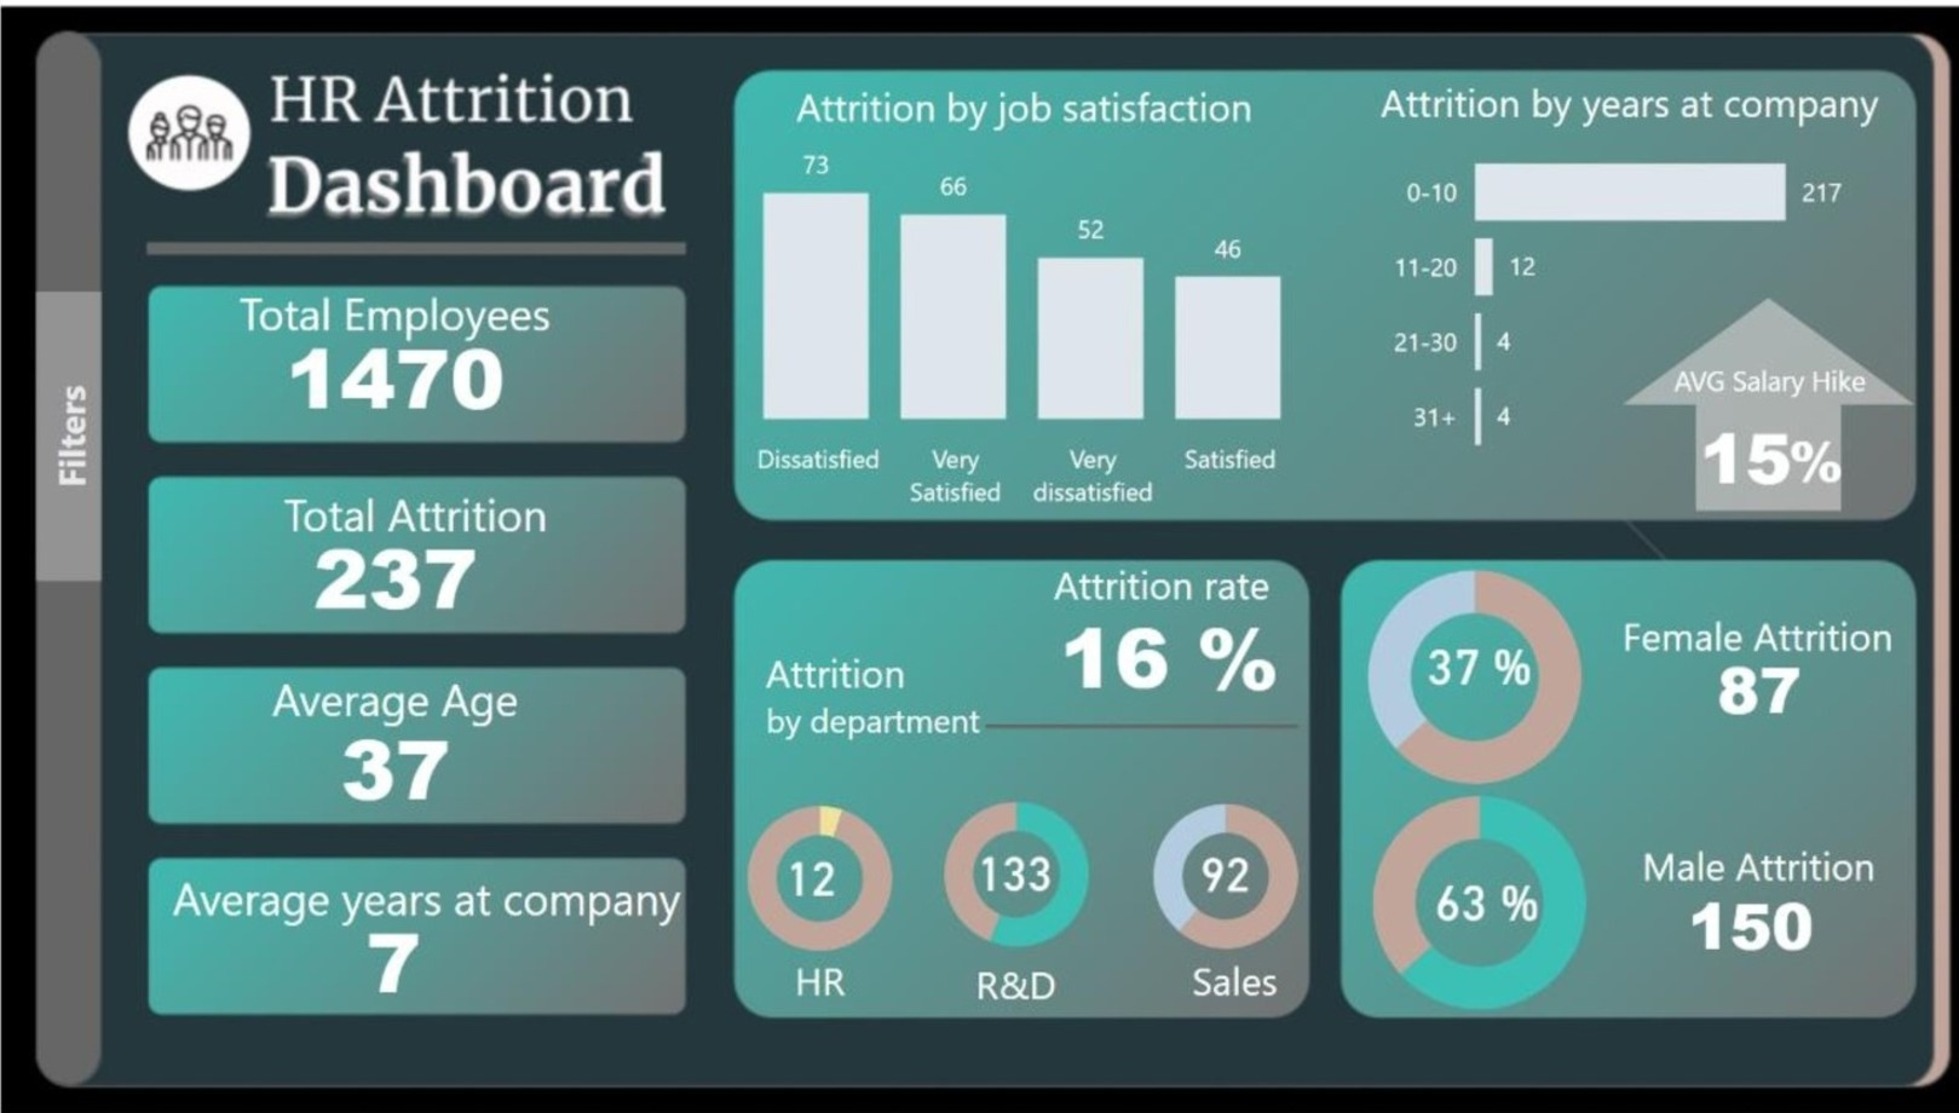 HR Attrition
Dashboard
Filters
Total Employees
1470
Total Attrition
237
Average Age
37
Average years at company
7
Attrition by job satisfaction
73
66
52
46
Dissatisfied
Very
Satisfied
Very
dissatisfied
Satisfied
Attrition by years at company
0-10
217
11-20
12
21-30
4
31+
4
AVG Salary Hike
15%
Attrition rate
16 %
Attrition
by department
12
133
92
HR
R&D
Sales
37 %
Female Attrition
87
63 %
Male Attrition
150